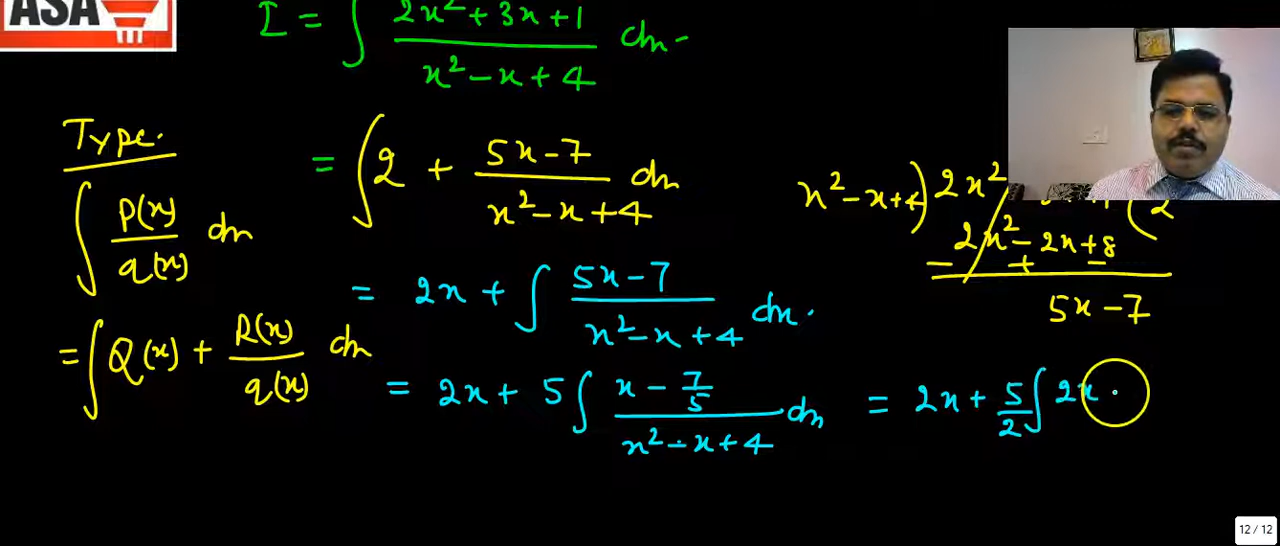 ASA
I = ∫ 2x²+3x+1 / x²-x+4 dx.
Type.
∫ P(x)/q(x) dx
= ∫ 2 + 5x-7 / x²-x+4 dx
x²-x+4) 2x² (2
2x²-2x+8
- + -
5x-7
= 2x + ∫ 5x-7 / x²-x+4 dx.
= ∫ Q(x) + R(x)/q(x) dx
= 2x + 5 ∫ x - 7/5 / x²-x+4 dx
= 2x + 5/2 ∫ 2x
12 / 12